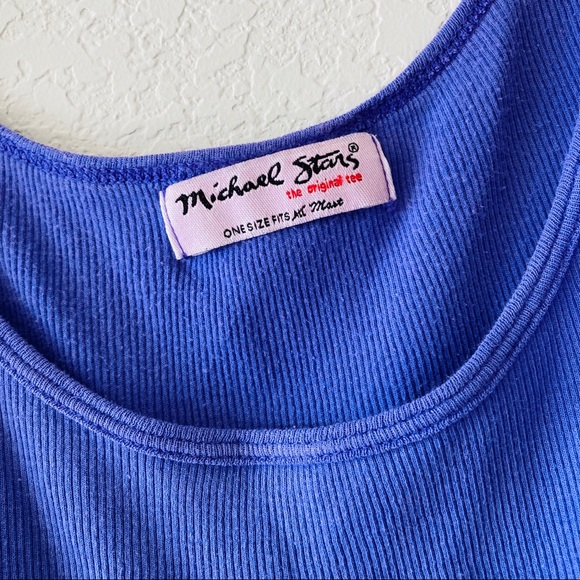 Michael Stars®
the original tee
ONE SIZE FITS All Most